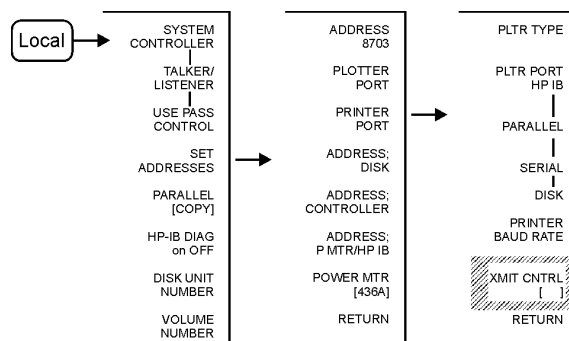 Local
SYSTEM
CONTROLLER
TALKER/
LISTENER
USE PASS
CONTROL
SET
ADDRESSES
PARALLEL
[COPY]
HP-IB DIAG
on OFF
DISK UNIT
NUMBER
VOLUME
NUMBER
ADDRESS
8703
PLOTTER
PORT
PRINTER
PORT
ADDRESS;
DISK
ADDRESS;
CONTROLLER
ADDRESS;
P MTR/HP IB
POWER MTR
[436A]
RETURN
PLTR TYPE
PLTR PORT
HP IB
PARALLEL
SERIAL
DISK
PRINTER
BAUD RATE
XMIT CNTRL
[ ]
RETURN